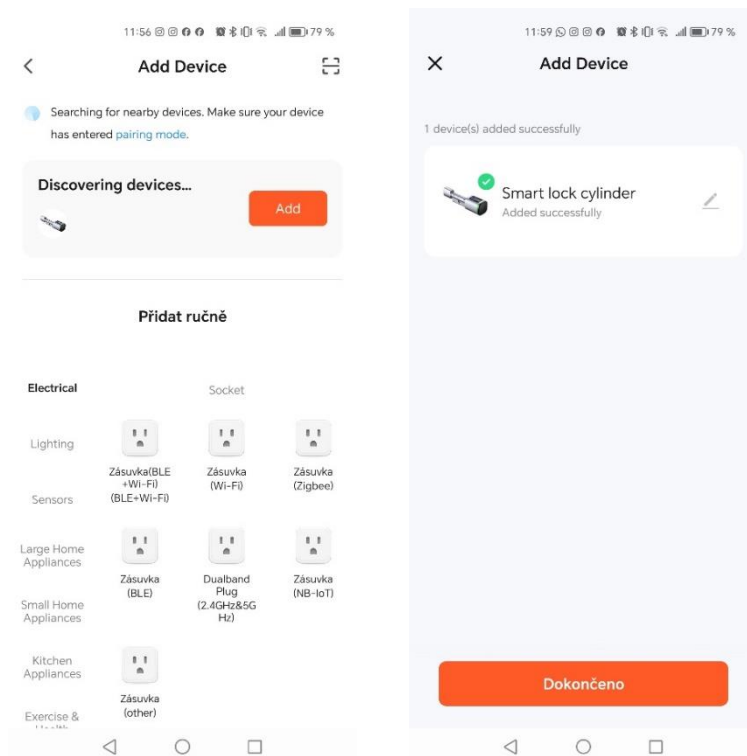 11:56 79 %
Add Device
Searching for nearby devices. Make sure your device
has entered pairing mode.
Discovering devices...
Add
Přidat ručně
Electrical
Lighting
Sensors
Large Home
Appliances
Small Home
Appliances
Kitchen
Appliances
Exercise &
Socket
Zásuvka(BLE
+Wi-Fi)
(BLE+Wi-Fi)
Zásuvka
(Wi-Fi)
Zásuvka
(Zigbee)
Zásuvka
(BLE)
Dualband
Plug
(2.4GHz&5G
Hz)
Zásuvka
(NB-IoT)
Zásuvka
(other)
11:59 79 %
Add Device
1 device(s) added successfully
Smart lock cylinder
Added successfully
Dokončeno